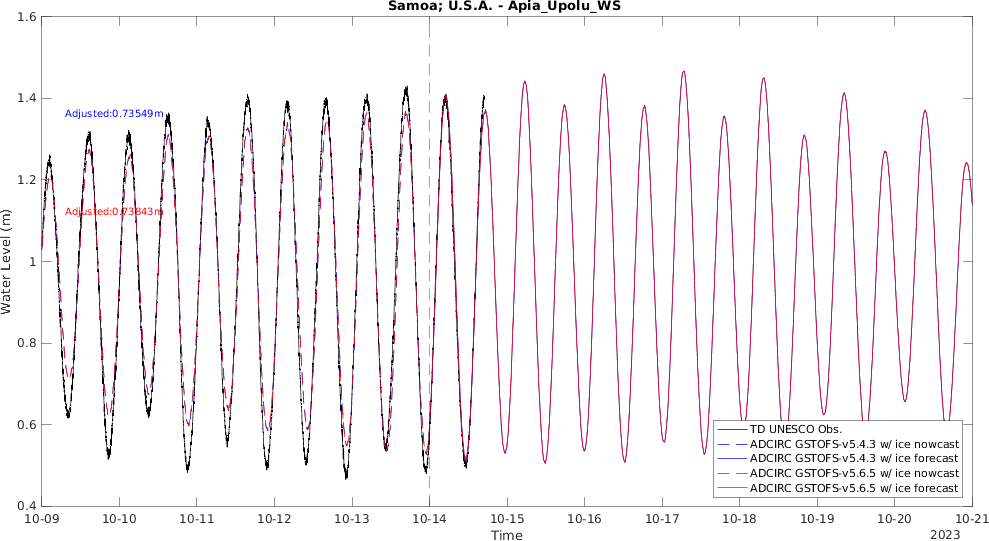 Samoa; U.S.A. - Apia_Upolu_WS
1.6
1.4
1.2
1
0.8
0.6
0.4
Water Level (m)
Adjusted:0.73549m
Adjusted:0.73843m
TD UNESCO Obs.
ADCIRC GSTOFS-v5.4.3 w/ ice nowcast
ADCIRC GSTOFS-v5.4.3 w/ ice forecast
ADCIRC GSTOFS-v5.6.5 w/ ice nowcast
ADCIRC GSTOFS-v5.6.5 w/ ice forecast
10-09 10-10 10-11 10-12 10-13 10-14 10-15 10-16 10-17 10-18 10-19 10-20 10-21
Time
2023